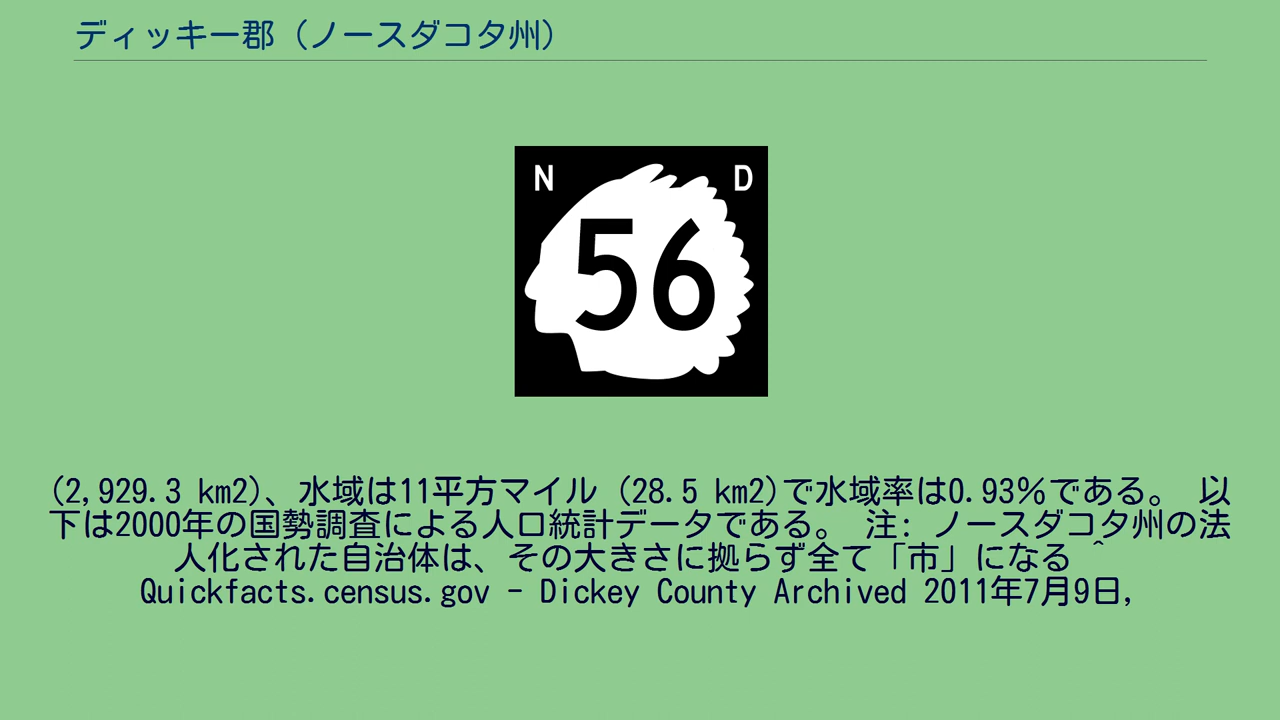 ディッキー郡 (ノースダコタ州)
N D
56
(2,929.3 km2)、水域は11平方マイル (28.5 km2)で水域率は0.93%である。 以
下は2000年の国勢調査による人口統計データである。 注: ノースダコタ州の法
人化された自治体は、その大きさに拠らず全て「市」になる ^
Quickfacts.census.gov - Dickey County Archived 2011年7月9日,